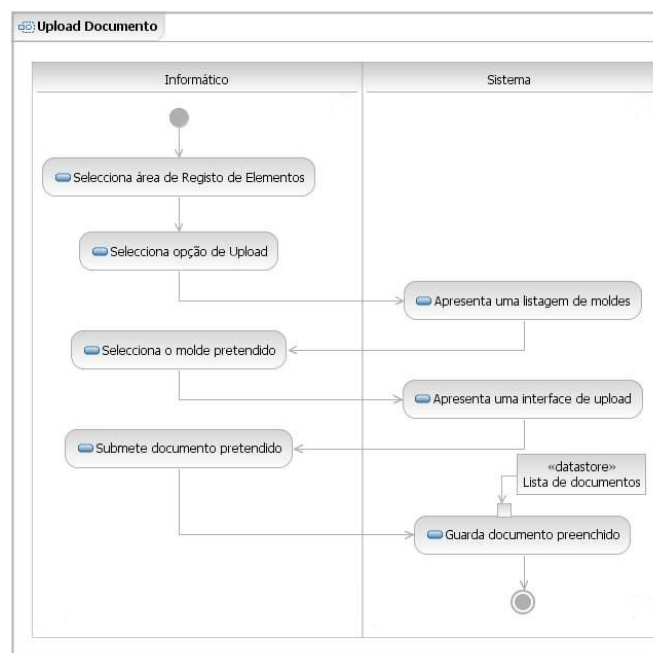 Upload Documento
Informático
Sistema
Selecciona área de Registo de Elementos
Selecciona opção de Upload
Apresenta uma listagem de moldes
Selecciona o molde pretendido
Apresenta uma interface de upload
Submete documento pretendido
«datastore»
Lista de documentos
Guarda documento preenchido